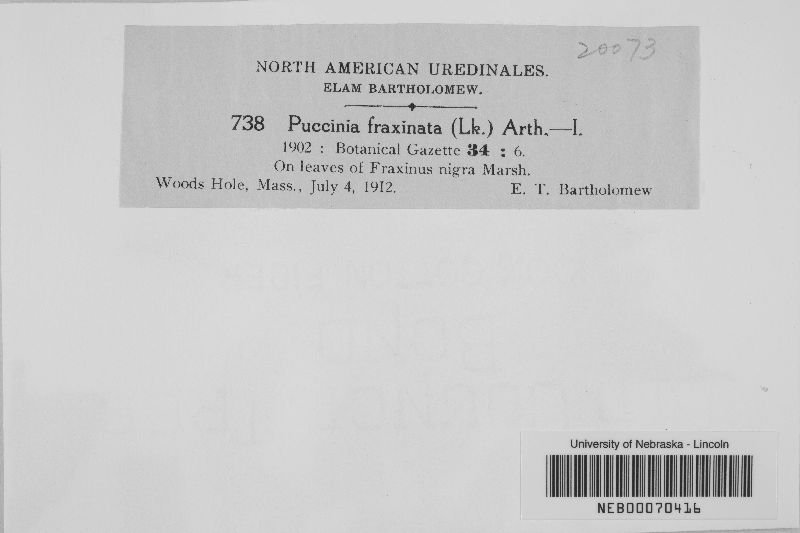 20073
NORTH AMERICAN UREDINALES.
ELAM BARTHOLOMEW.
738 Puccinia fraxinata (Lk.) Arth.—I.
1902 : Botanical Gazette 34 : 6.
On leaves of Fraxinus nigra Marsh.
Woods Hole, Mass., July 4, 1912. E. T. Bartholomew
University of Nebraska - Lincoln
NEB00070416